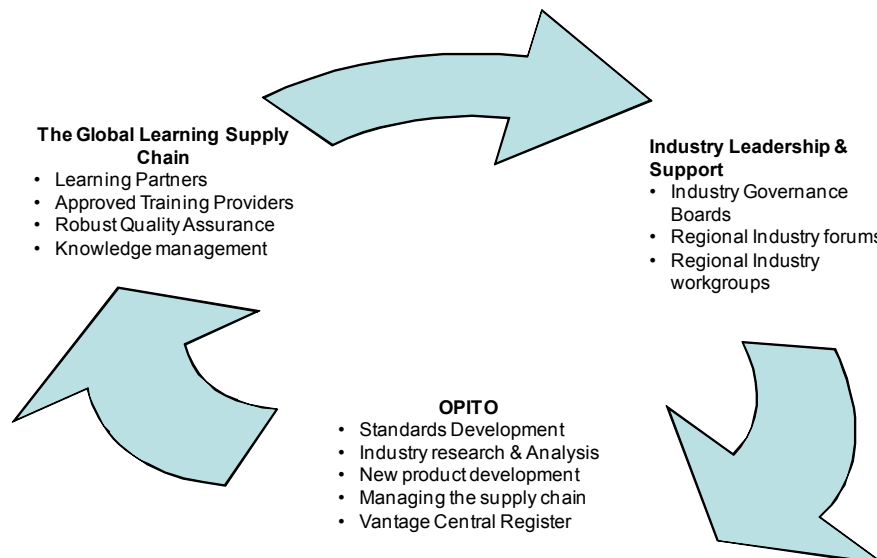 The Global Learning Supply
Chain
• Learning Partners
• Approved Training Providers
• Robust Quality Assurance
• Knowledge management
Industry Leadership &
Support
• Industry Governance
Boards
• Regional Industry forums
• Regional Industry
workgroups
OPITO
• Standards Development
• Industry research & Analysis
• New product development
• Managing the supply chain
• Vantage Central Register